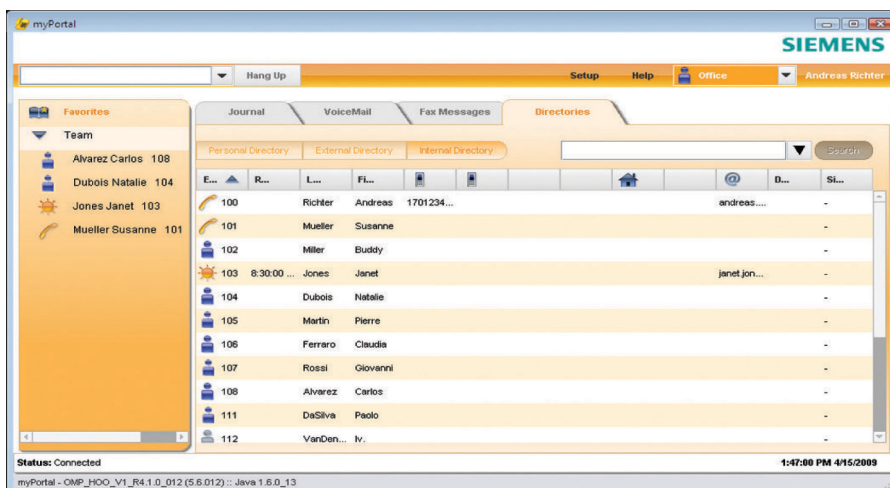 myPortal
SIEMENS
Hang Up Setup Help Office Andreas Richter
Favorites Journal VoiceMail Fax Messages Directories
Team
Alvarez Carlos 108
Dubois Natalie 104
Jones Janet 103
Mueller Susanne 101
Personal Directory External Directory Internal Directory Search
E... R... L... Fi... @ D... Si...
100 Richter Andreas 1701234... andreas.... -
101 Mueller Susanne -
102 Miller Buddy -
103 8:30:00 ... Jones Janet janet.jon... -
104 Dubois Natalie -
105 Martin Pierre -
106 Ferraro Claudia -
107 Rossi Giovanni -
108 Alvarez Carlos -
111 DaSilva Paolo -
112 VanDen... Iv. -
Status: Connected 1:47:00 PM 4/15/2009
myPortal - OMP_HOO_V1_R4.1.0_012 (5.6.012) :: Java 1.6.0_13